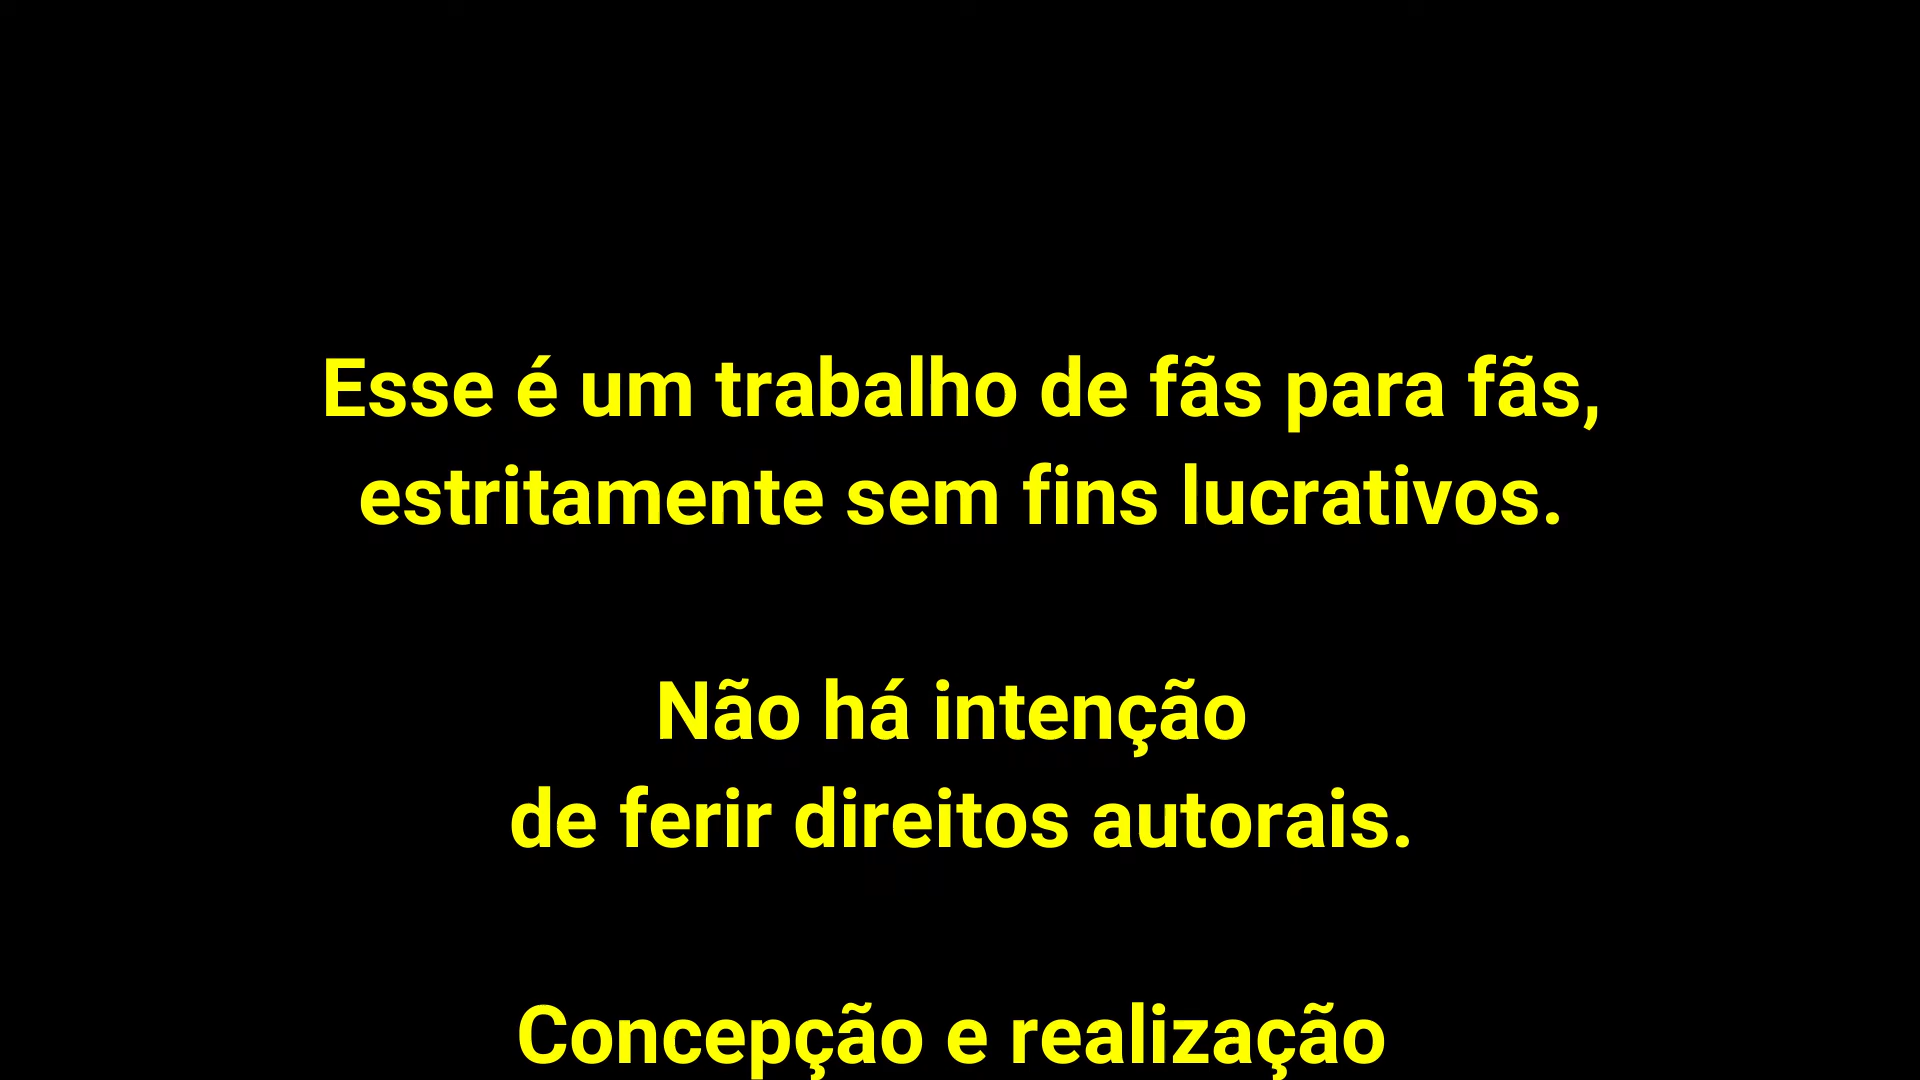 Esse é um trabalho de fãs para fãs,
estritamente sem fins lucrativos.
Não há intenção
de ferir direitos autorais.
Concepção e realização